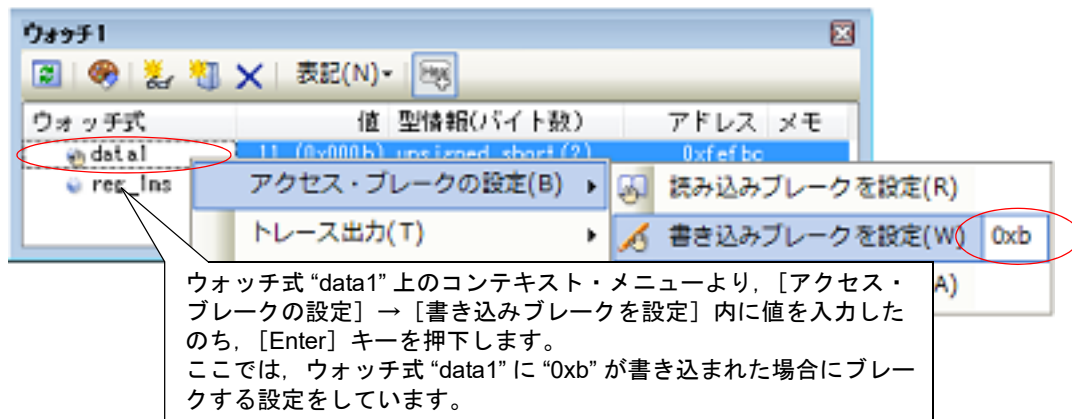 ウォッチ1
表記(N)▾ Hex
ウォッチ式 値 型情報(バイト数) アドレス メモ
data1 11 (0x000b) unsigned short(2) 0xfefbc
reg_Ins アクセス・ブレークの設定(B) 読み込みブレークを設定(R)
トレース出力(T) 書き込みブレークを設定(W) 0xb
A)
ウォッチ式 “data1” 上のコンテキスト・メニューより,［アクセス・
ブレークの設定］→［書き込みブレークを設定］内に値を入力した
のち,［Enter］キーを押下します。
ここでは，ウォッチ式 “data1” に “0xb” が書き込まれた場合にブレー
クする設定をしています。